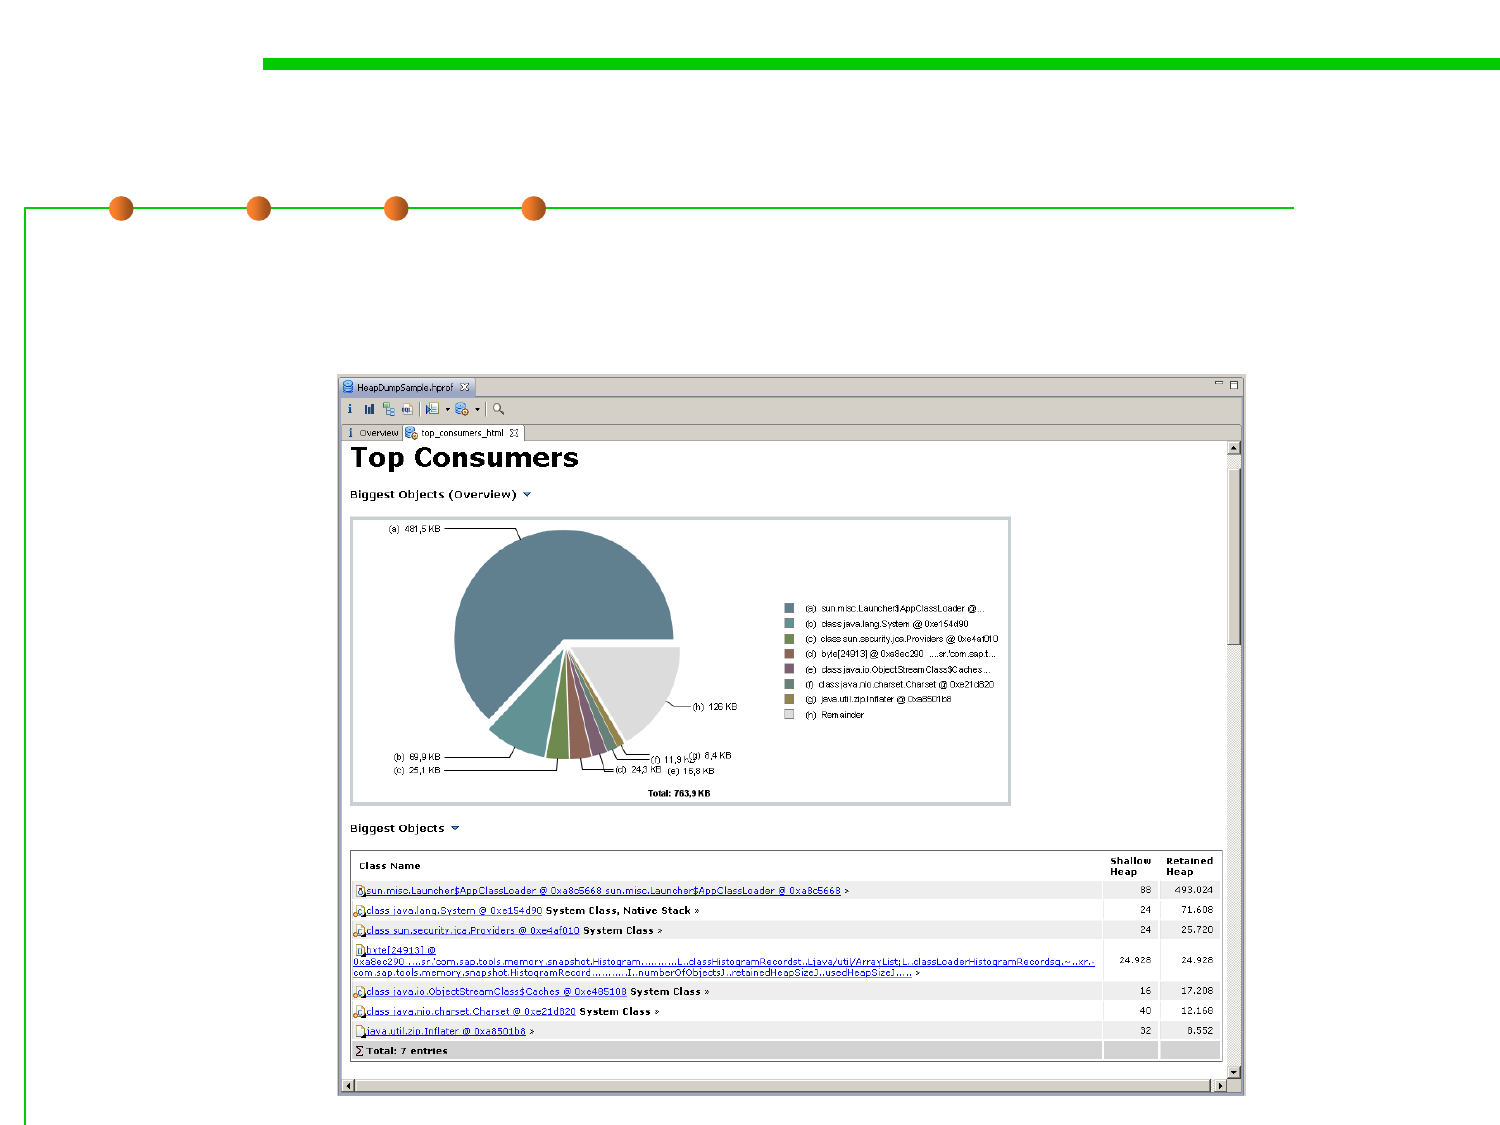 HeapDumpSample.hprof
i Overview top_consumers_html
Top Consumers
Biggest Objects (Overview)
(a) 481,5 KB
(h) 126 KB
(b) 69,9 KB
(c) 25,1 KB
(d) 24,3 KB
(e) 16,8 KB
(f) 11,9 KB
(g) 8,4 KB
Total: 763,9 KB
(a) sun.misc.Launcher$AppClassLoader @...
(b) class java.lang.System @ 0xe154d90
(c) class sun.security.jca.Providers @ 0xe4af010
(d) byte[24913] @ 0xa8ec290 ....sr.'com.sap.t...
(e) class java.io.ObjectStreamClass$Caches...
(f) class java.nio.charset.Charset @ 0xe21d820
(g) java.util.zip.Inflater @ 0xa8501b8
(h) Remainder
Biggest Objects
Class Name Shallow Heap Retained Heap
sun.misc.Launcher$AppClassLoader @ 0xa8c5668 sun.misc.Launcher$AppClassLoader @ 0xa8c5668 » 88 493.024
class java.lang.System @ 0xe154d90 System Class, Native Stack » 24 71.608
class sun.security.jca.Providers @ 0xe4af010 System Class » 24 25.720
byte[24913] @
0xa8ec290 ....sr.'com.sap.tools.memory.snapshot.Histogram...........L..classHistogramRecordst..Ljava/util/ArrayList;L..classLoaderHistogramRecordsq.~..xr.-
com.sap.tools.memory.snapshot.HistogramRecord...........I..numberOfObjectsJ..retainedHeapSizeJ..usedHeapSizeJ..... » 24.928 24.928
class java.io.ObjectStreamClass$Caches @ 0xe485108 System Class » 16 17.208
class java.nio.charset.Charset @ 0xe21d820 System Class » 40 12.168
java.util.zip.Inflater @ 0xa8501b8 » 32 8.552
Σ Total: 7 entries